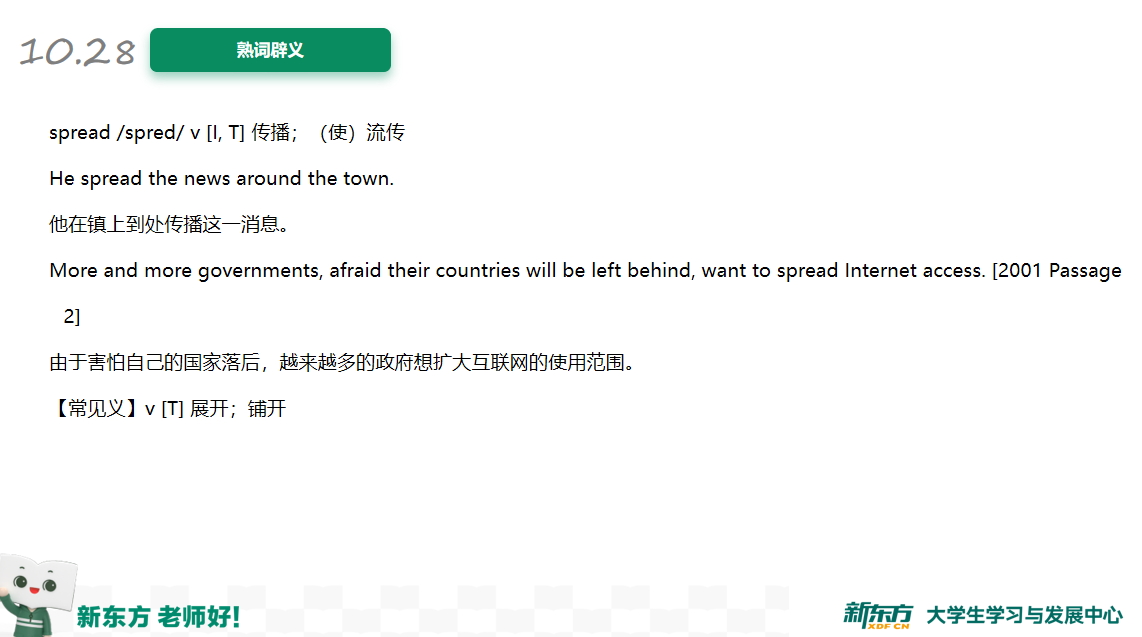 10.28
熟词辟义
spread /spred/ v [I, T] 传播；（使）流传
He spread the news around the town.
他在镇上到处传播这一消息。
More and more governments, afraid their countries will be left behind, want to spread Internet access. [2001 Passage
2]
由于害怕自己的国家落后，越来越多的政府想扩大互联网的使用范围。
【常见义】v [T] 展开；铺开
新东方 老师好!
新东方 XDF.CN 大学生学习与发展中心